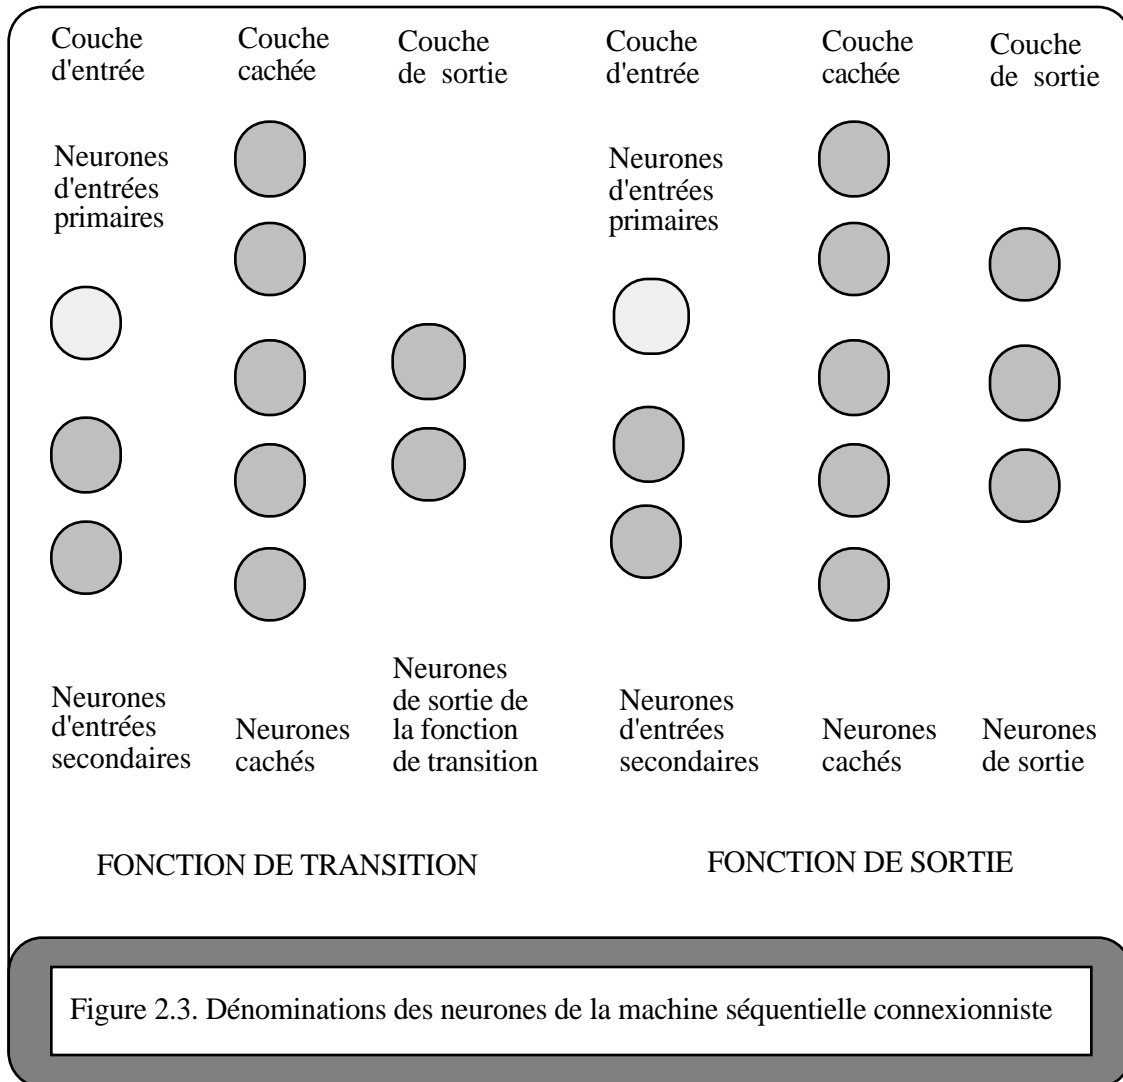 Couche
d'entrée
Couche
cachée
Couche
de sortie
Neurones
d'entrées
primaires
Neurones
d'entrées
secondaires
Neurones
cachés
Neurones
de sortie de
la fonction
de transition
FONCTION DE TRANSITION
Couche
d'entrée
Couche
cachée
Couche
de sortie
Neurones
d'entrées
primaires
Neurones
d'entrées
secondaires
Neurones
cachés
Neurones
de sortie
FONCTION DE SORTIE
Figure 2.3. Dénominations des neurones de la machine séquentielle connexionniste